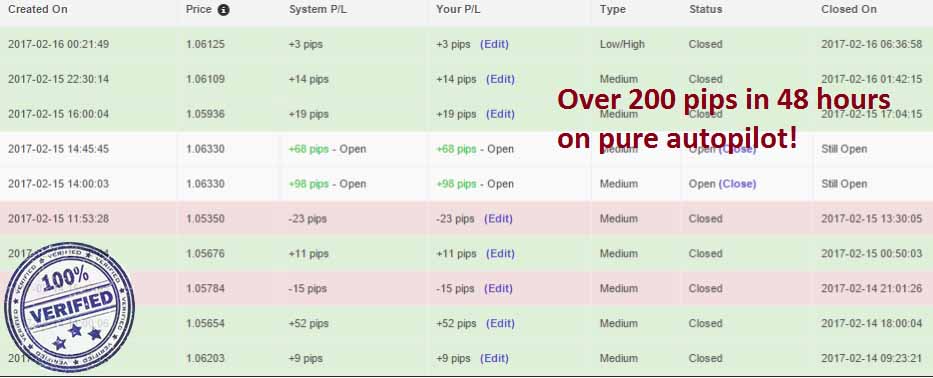 Created On Price System P/L Your P/L Type Status Closed On
2017-02-16 00:21:49 1.06125 +3 pips +3 pips (Edit) Low/High Closed 2017-02-16 06:36:58
2017-02-15 22:30:14 1.06109 +14 pips +14 pips (Edit) Medium Closed 2017-02-16 01:42:15
2017-02-15 16:00:04 1.05936 +19 pips +19 pips (Edit) Medium Closed 2017-02-15 17:04:15
Over 200 pips in 48 hours
on pure autopilot!
2017-02-15 14:45:45 1.06330 +68 pips - Open +68 pips - Open Medium Open (Close) Still Open
2017-02-15 14:00:03 1.06330 +98 pips - Open +98 pips - Open Medium Open (Close) Still Open
2017-02-15 11:53:28 1.05350 -23 pips -23 pips (Edit) Medium Closed 2017-02-15 13:30:05
1.05676 +11 pips +11 pips (Edit) Medium Closed 2017-02-15 00:50:03
1.05784 -15 pips -15 pips (Edit) Medium Closed 2017-02-14 21:01:26
1.05654 +52 pips +52 pips (Edit) Medium Closed 2017-02-14 18:00:04
1.06203 +9 pips +9 pips (Edit) Medium Closed 2017-02-14 09:23:21
VERIFIED VERIFIED VERIFIED
100%
VERIFIED
VERIFIED VERIFIED VERIFIED